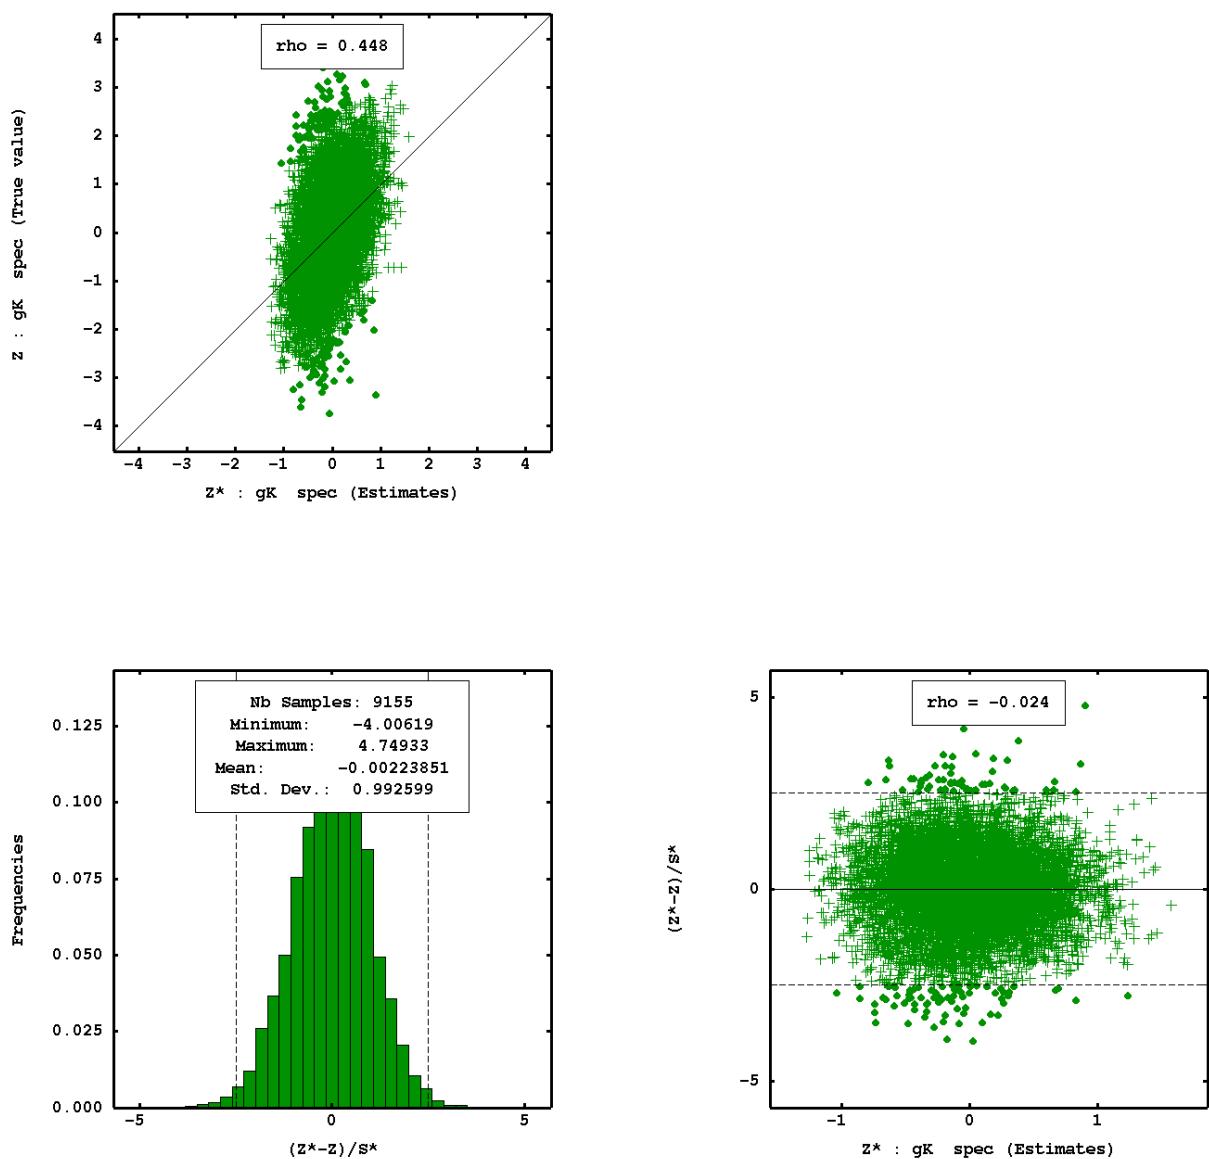 rho = 0.448
4
3
2
1
0
-1
-2
-3
-4
Z : gK spec (True value)
-4 -3 -2 -1 0 1 2 3 4
Z* : gK spec (Estimates)
Nb Samples: 9155
Minimum: -4.00619
Maximum: 4.74933
Mean: -0.00223851
Std. Dev.: 0.992599
0.125
0.100
0.075
0.050
0.025
0.000
Frequencies
-5 0 5
(Z*-Z)/S*
rho = -0.024
5
0
-5
(Z*-Z)/S*
-1 0 1
Z* : gK spec (Estimates)